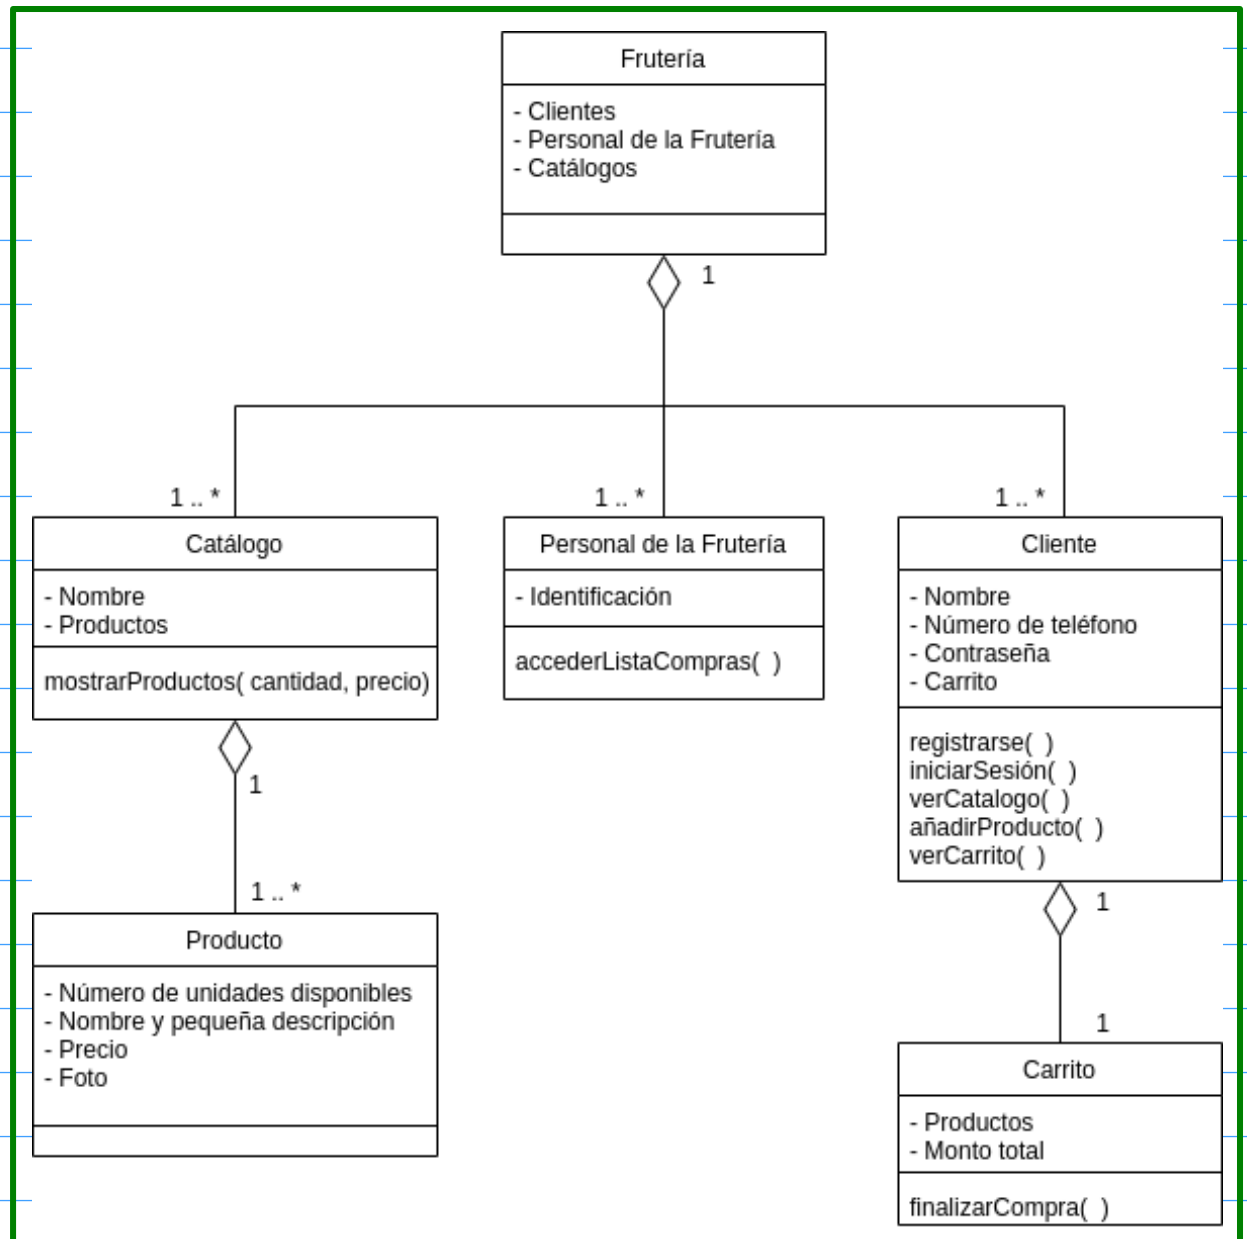 Frutería
- Clientes
- Personal de la Frutería
- Catálogos
1
1 .. *
1 .. *
1 .. *
Catálogo
- Nombre
- Productos
mostrarProductos( cantidad, precio)
Personal de la Frutería
- Identificación
accederListaCompras(  )
Cliente
- Nombre
- Número de teléfono
- Contraseña
- Carrito
registrarse(  )
iniciarSesión(  )
verCatalogo(  )
añadirProducto(  )
verCarrito(  )
1
1 .. *
Producto
- Número de unidades disponibles
- Nombre y pequeña descripción
- Precio
- Foto
1
1
Carrito
- Productos
- Monto total
finalizarCompra(  )